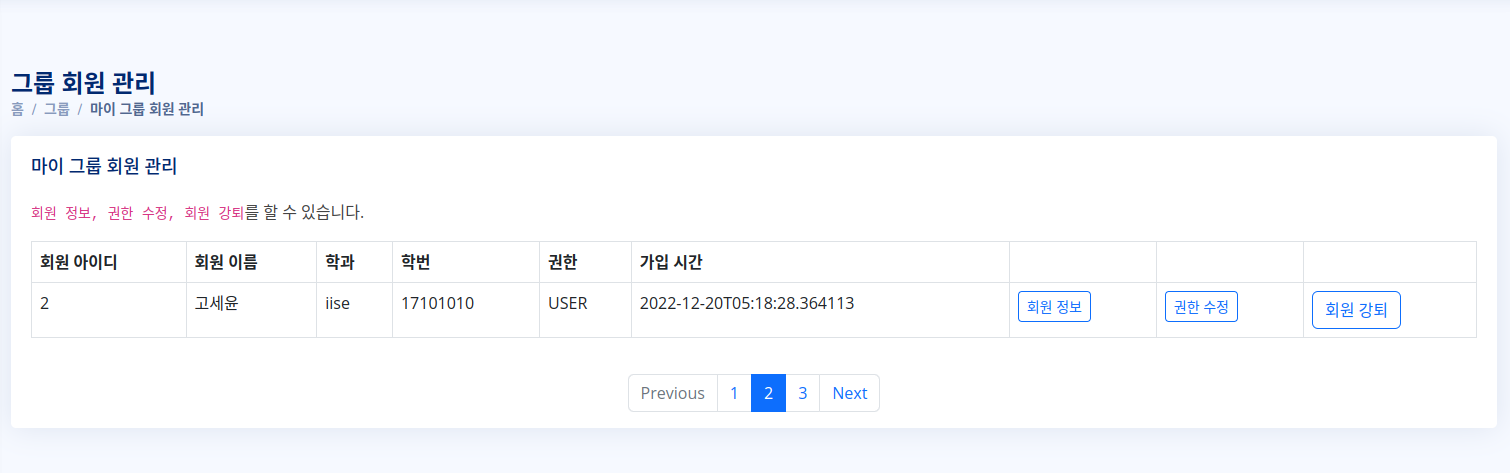 그룹 회원 관리
홈 / 그룹 / 마이 그룹 회원 관리
마이 그룹 회원 관리
회원 정보, 권한 수정, 회원 강퇴를 할 수 있습니다.
회원 아이디 회원 이름 학과 학번 권한 가입 시간
2 고세윤 iise 17101010 USER 2022-12-20T05:18:28.364113 회원 정보 권한 수정 회원 강퇴
Previous 1 2 3 Next